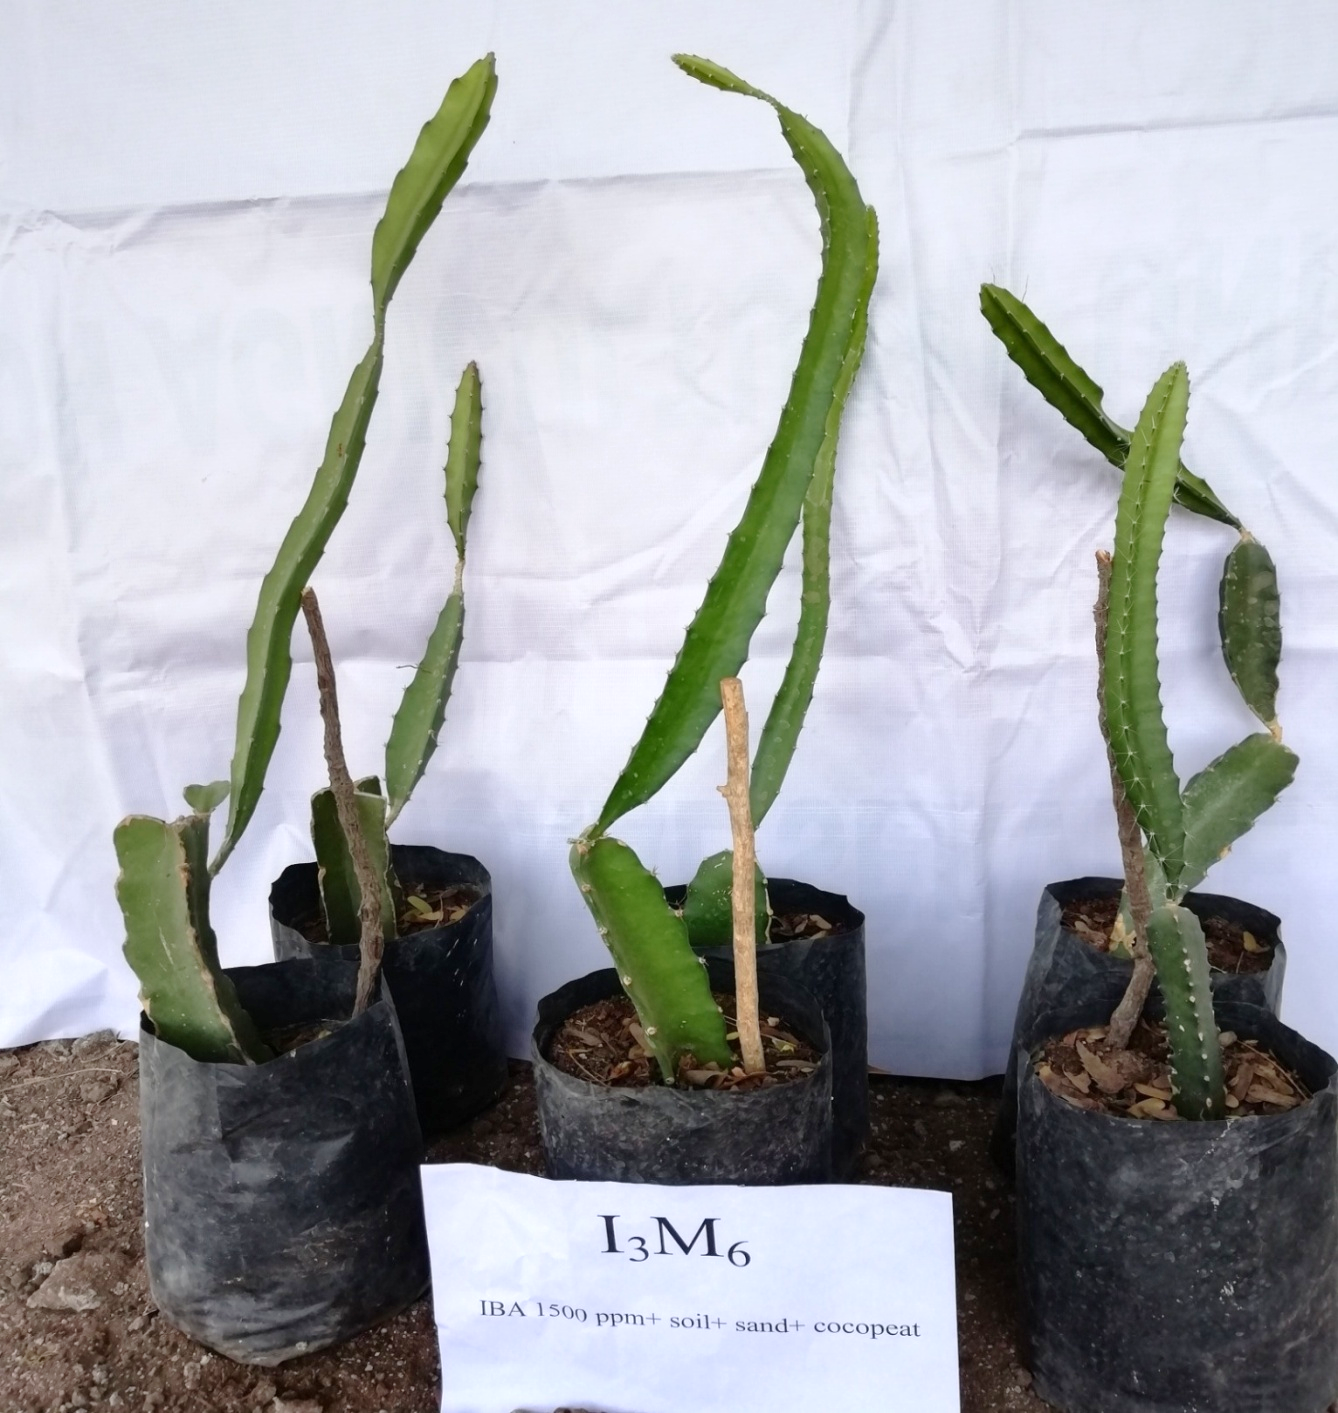 I₃M₆
IBA 1500 ppm+ soil+ sand+ cocopeat